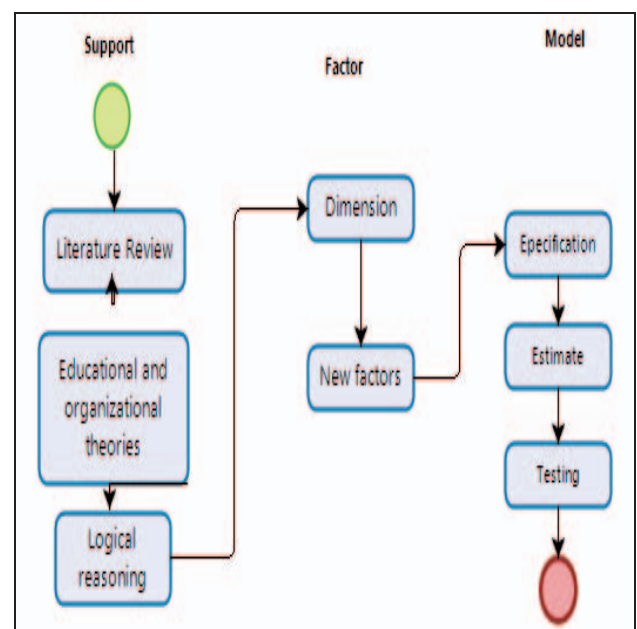 Support
Factor
Model
Literature Review
Educational and
organizational
theories
Logical
reasoning
Dimension
New factors
Epecification
Estimate
Testing